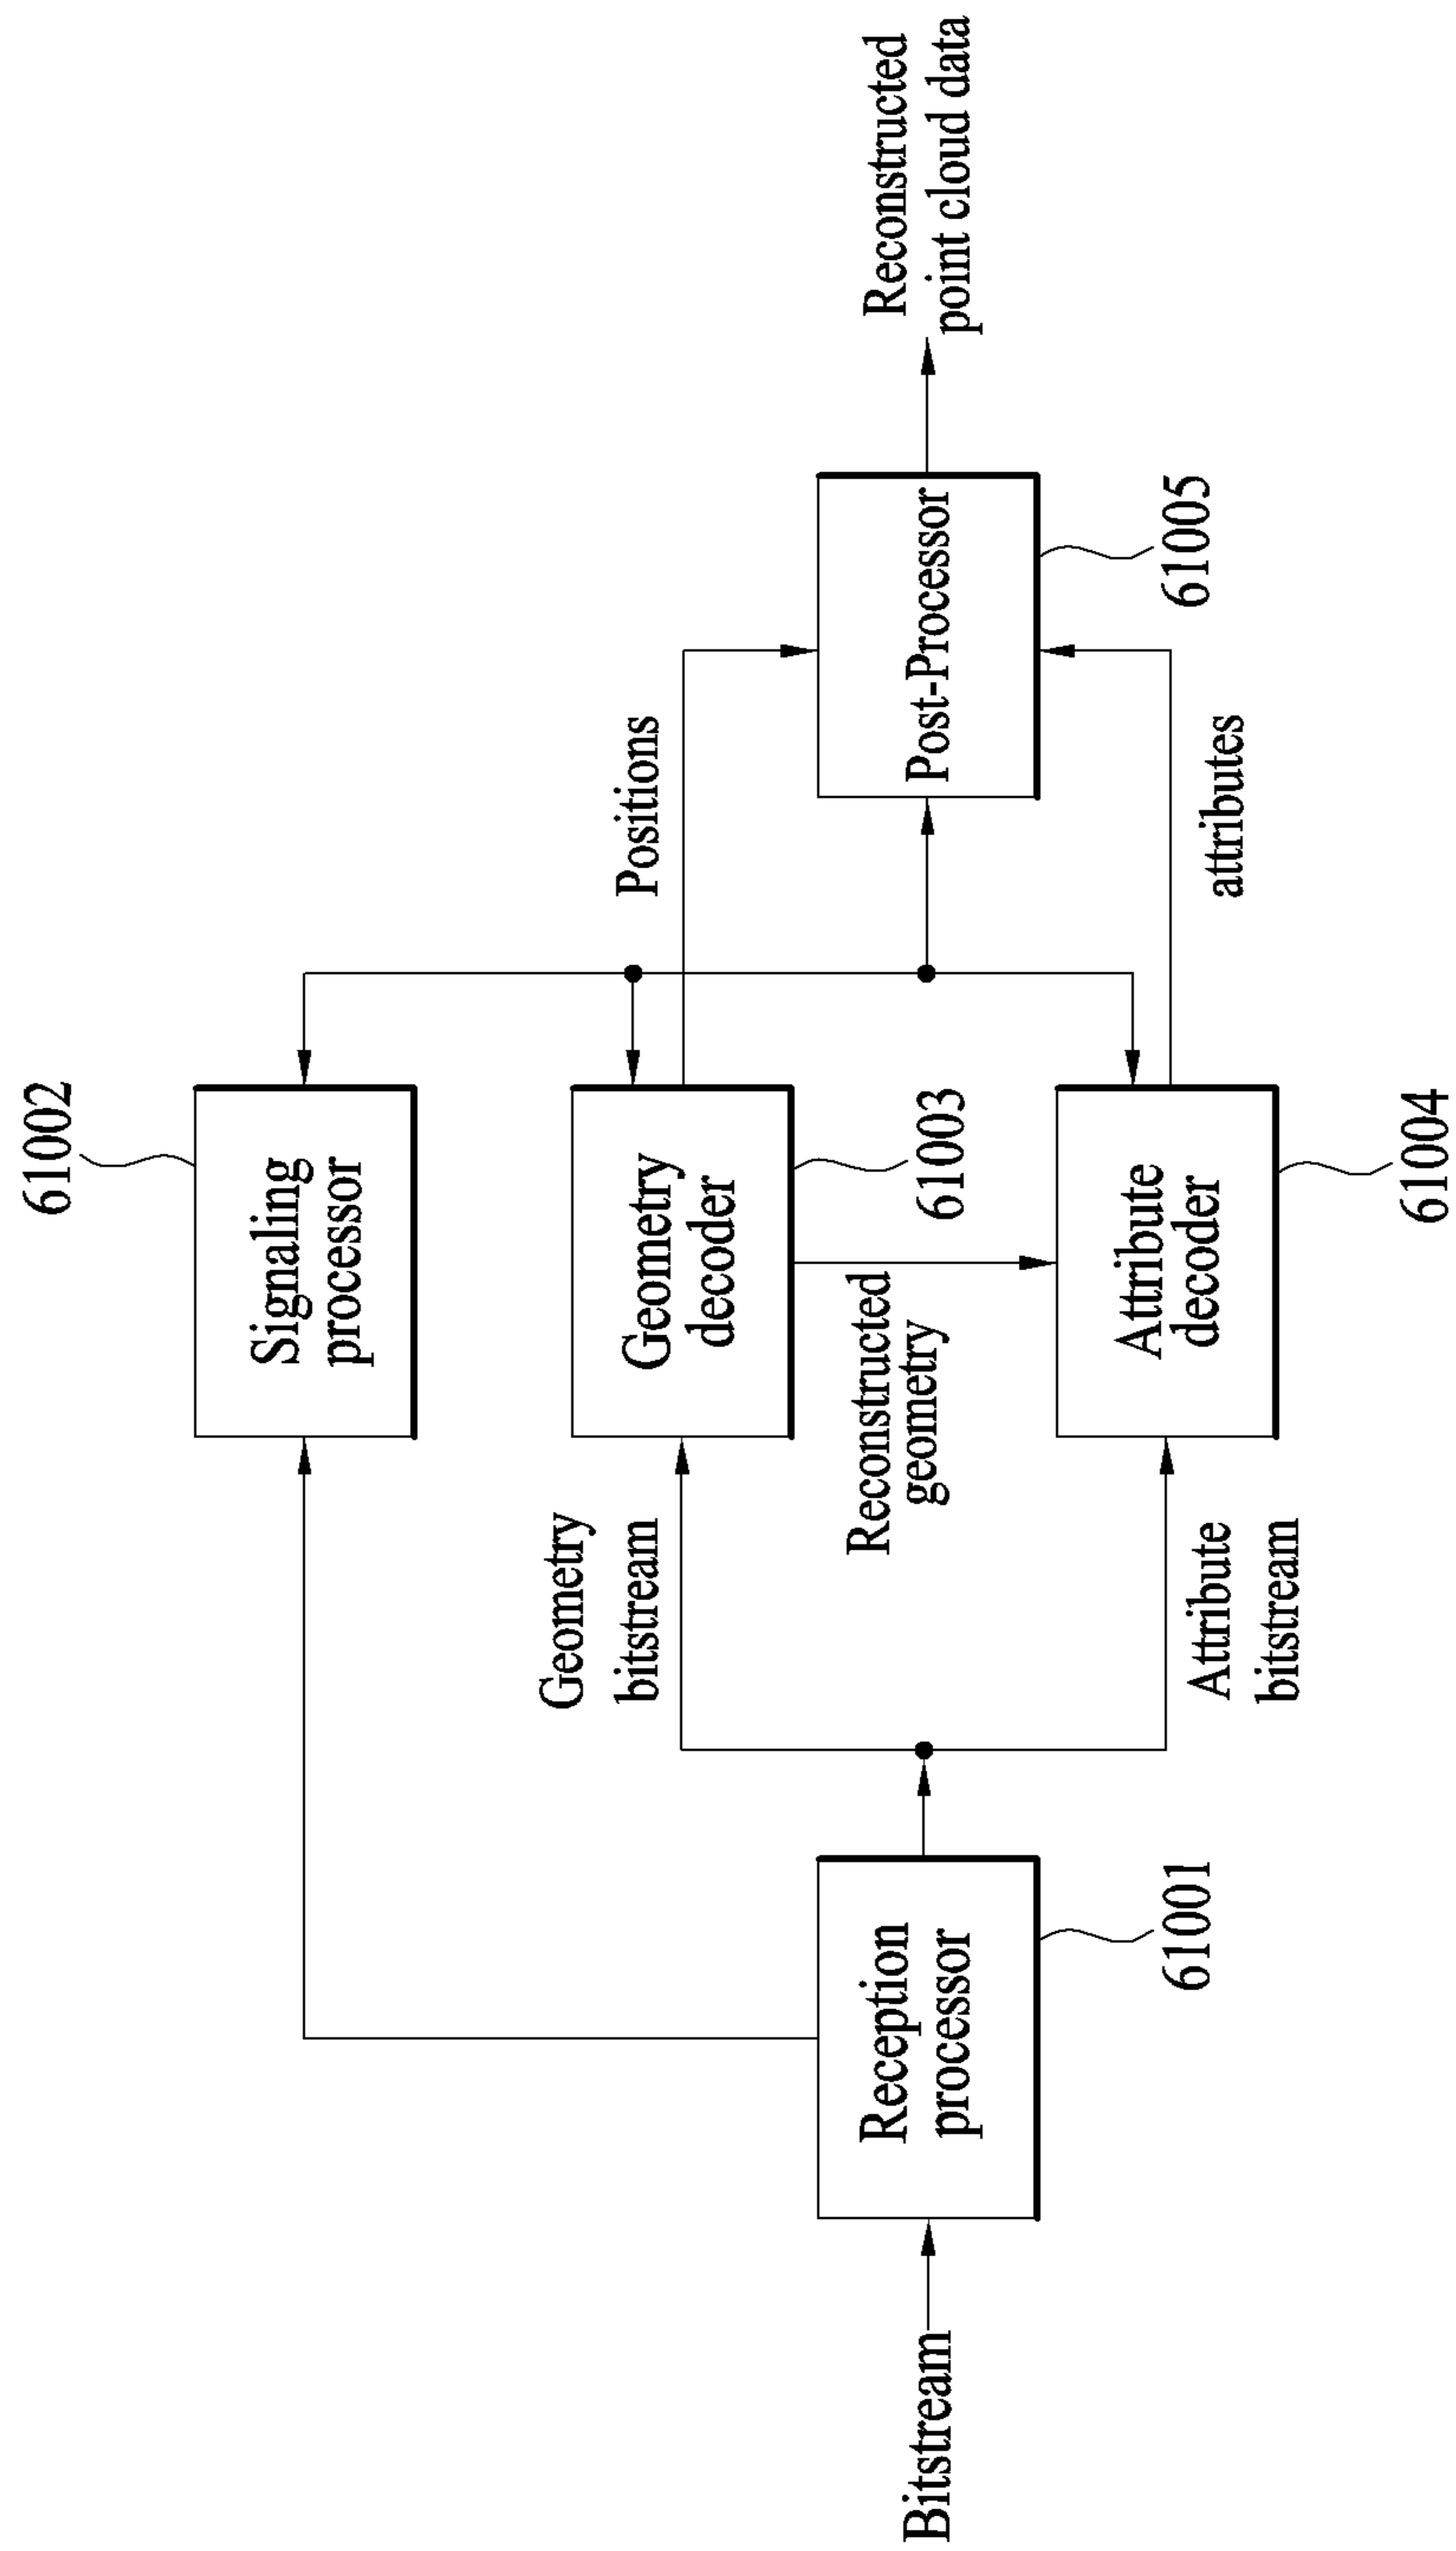 61002
Signaling
processor
Geometry
bitstream
Geometry
decoder
61003
Positions
Reconstructed
geometry
Bitstream
Reception
processor
61001
Post-Processor
61005
Reconstructed
point cloud data
Attribute
bitstream
Attribute
decoder
61004
attributes